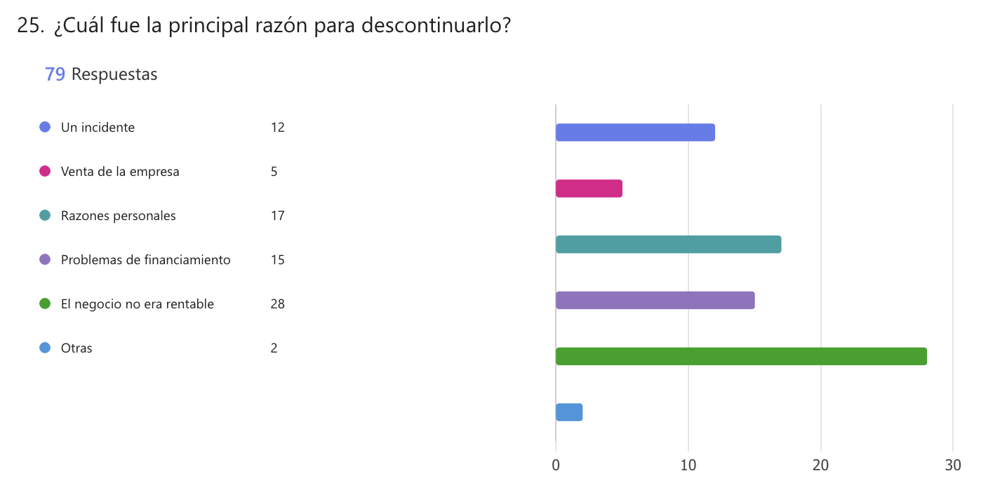 25. ¿Cuál fue la principal razón para descontinuarlo?
79 Respuestas
Un incidente 12
Venta de la empresa 5
Razones personales 17
Problemas de financiamiento 15
El negocio no era rentable 28
Otras 2
0 10 20 30